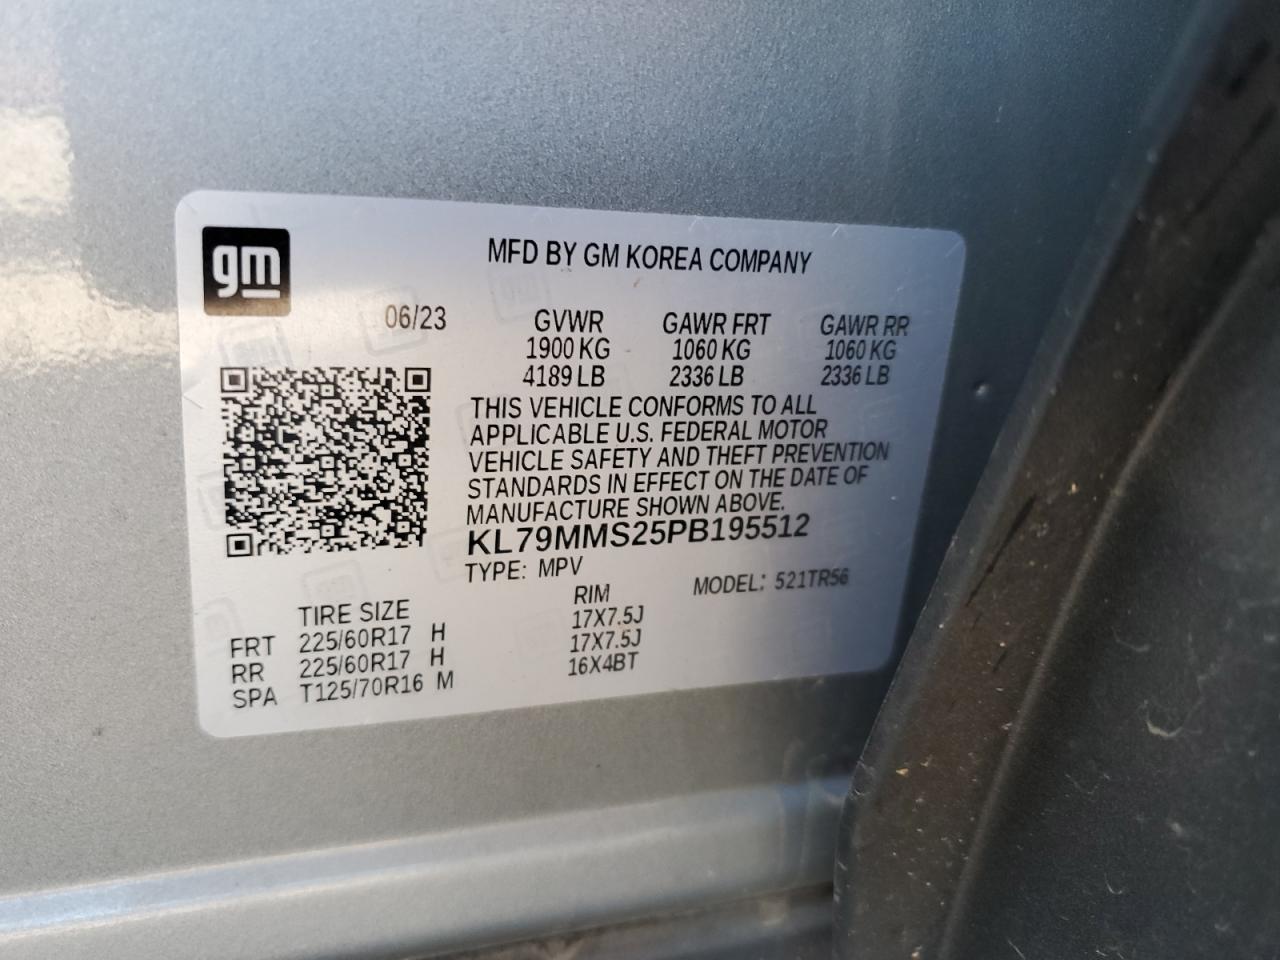 gm
MFD BY GM KOREA COMPANY
06/23 GVWR GAWR FRT GAWR RR
1900 KG 1060 KG 1060 KG
4189 LB 2336 LB 2336 LB
THIS VEHICLE CONFORMS TO ALL
APPLICABLE U.S. FEDERAL MOTOR
VEHICLE SAFETY AND THEFT PREVENTION
STANDARDS IN EFFECT ON THE DATE OF
MANUFACTURE SHOWN ABOVE.
KL79MMS25PB195512
TYPE: MPV MODEL: 521TR56
TIRE SIZE RIM
FRT 225/60R17 H 17X7.5J
RR 225/60R17 H 17X7.5J
SPA T125/70R16 M 16X4BT